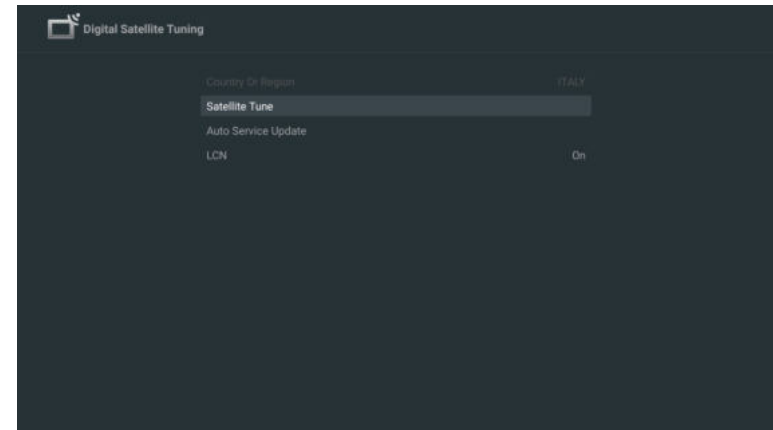 Digital Satellite Tuning
Country Or Region ITALY
Satellite Tune
Auto Service Update
LCN On